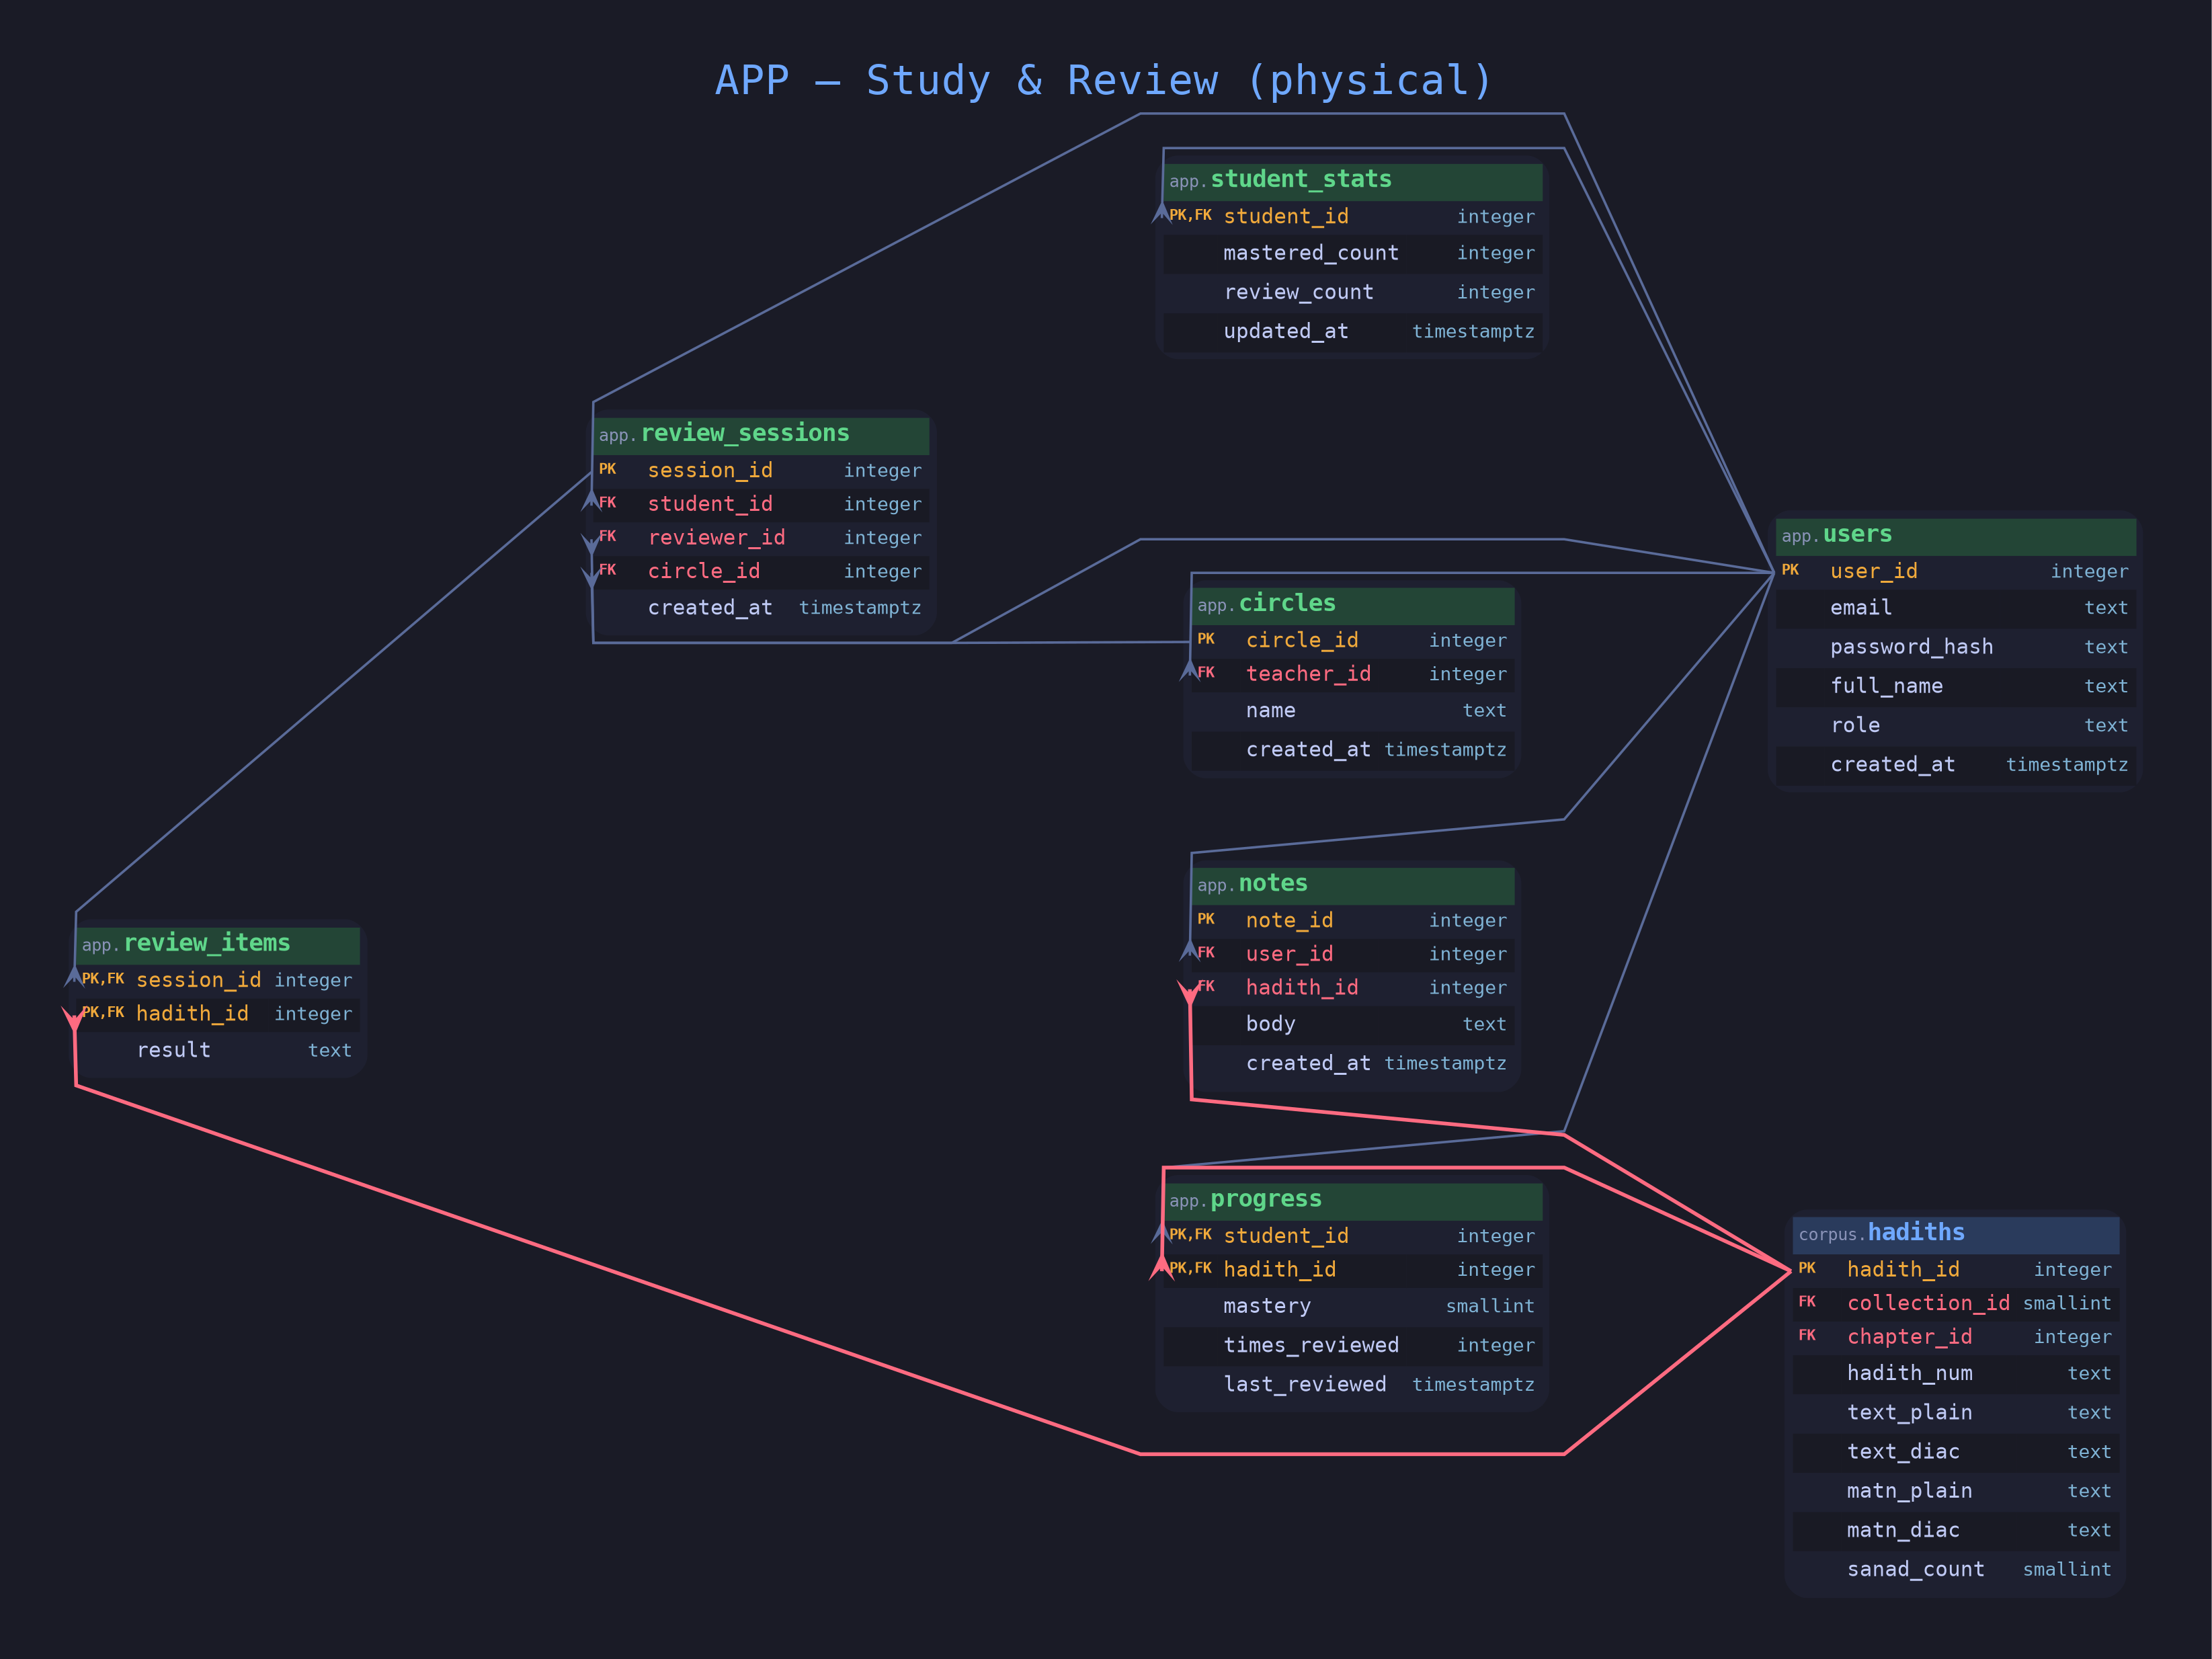 APP — Study & Review (physical)
app.student_stats
PK,FK student_id integer
mastered_count integer
review_count integer
updated_at timestamptz
app.review_sessions
PK session_id integer
FK student_id integer
FK reviewer_id integer
FK circle_id integer
created_at timestamptz
app.users
PK user_id integer
email text
password_hash text
full_name text
role text
created_at timestamptz
app.circles
PK circle_id integer
FK teacher_id integer
name text
created_at timestamptz
app.notes
PK note_id integer
FK user_id integer
FK hadith_id integer
body text
created_at timestamptz
app.review_items
PK,FK session_id integer
PK,FK hadith_id integer
result text
app.progress
PK,FK student_id integer
PK,FK hadith_id integer
mastery smallint
times_reviewed integer
last_reviewed timestamptz
corpus.hadiths
PK hadith_id integer
FK collection_id smallint
FK chapter_id integer
hadith_num text
text_plain text
text_diac text
matn_plain text
matn_diac text
sanad_count smallint